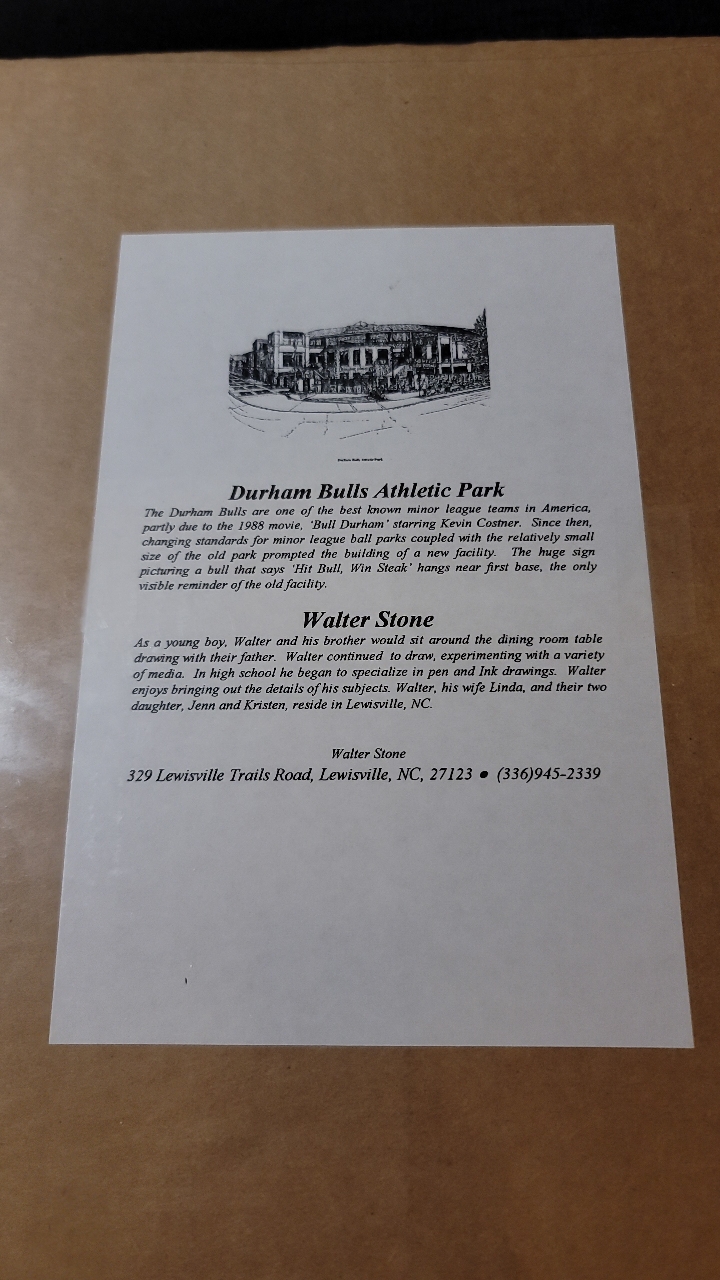 Durham Bulls Athletic Park
Durham Bulls Athletic Park
The Durham Bulls are one of the best known minor league teams in America,
partly due to the 1988 movie, 'Bull Durham' starring Kevin Costner. Since then,
changing standards for minor league ball parks coupled with the relatively small
size of the old park prompted the building of a new facility. The huge sign
picturing a bull that says 'Hit Bull, Win Steak' hangs near first base, the only
visible reminder of the old facility.
Walter Stone
As a young boy, Walter and his brother would sit around the dining room table
drawing with their father. Walter continued to draw, experimenting with a variety
of media. In high school he began to specialize in pen and Ink drawings. Walter
enjoys bringing out the details of his subjects. Walter, his wife Linda, and their two
daughter, Jenn and Kristen, reside in Lewisville, NC.
Walter Stone
329 Lewisville Trails Road, Lewisville, NC, 27123 ● (336)945-2339